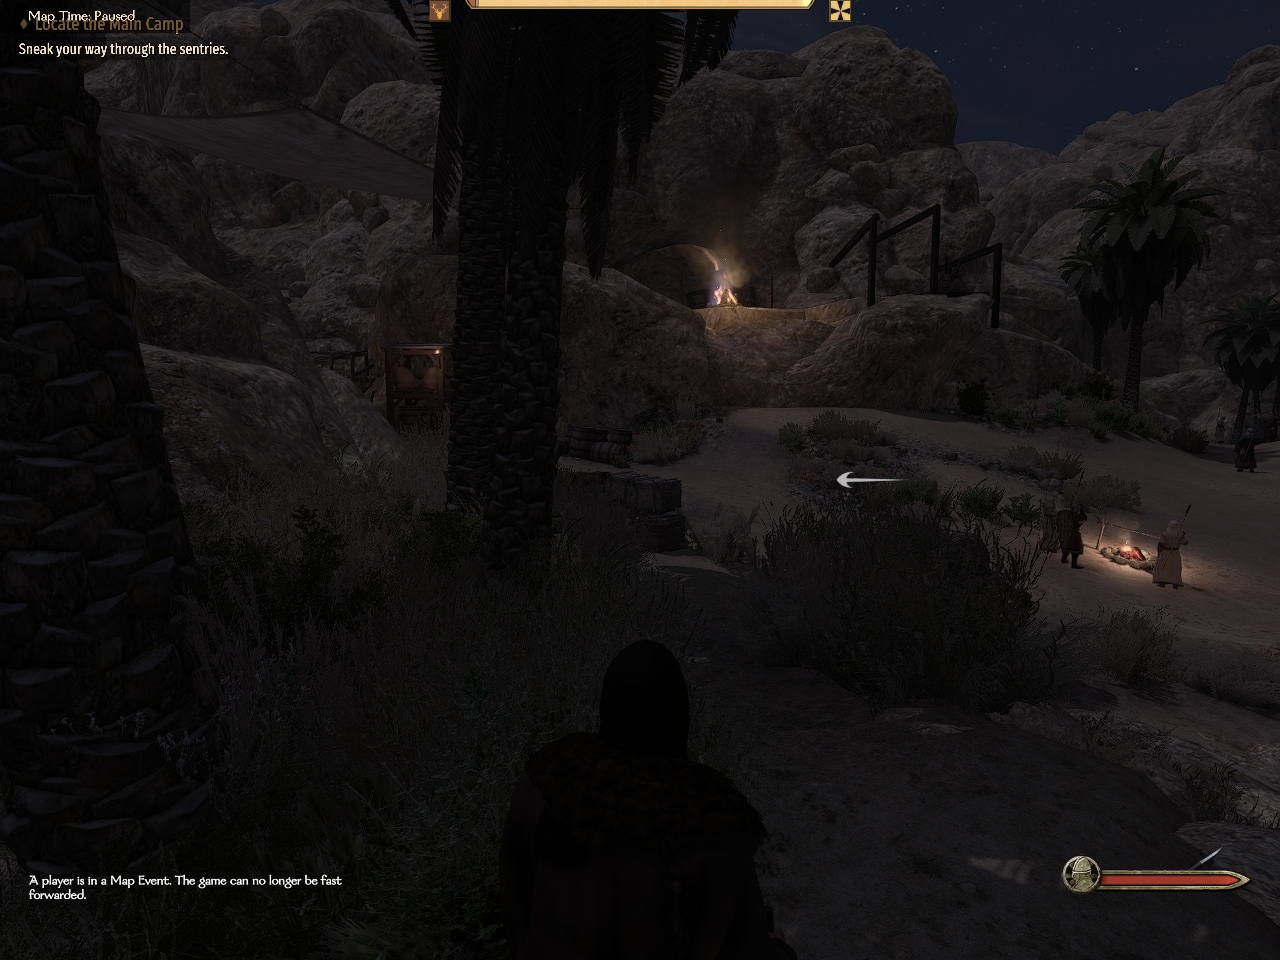 Map Time: Paused
Locate the Main Camp
Sneak your way through the sentries.
A player is in a Map Event. The game can no longer be fast
forwarded.